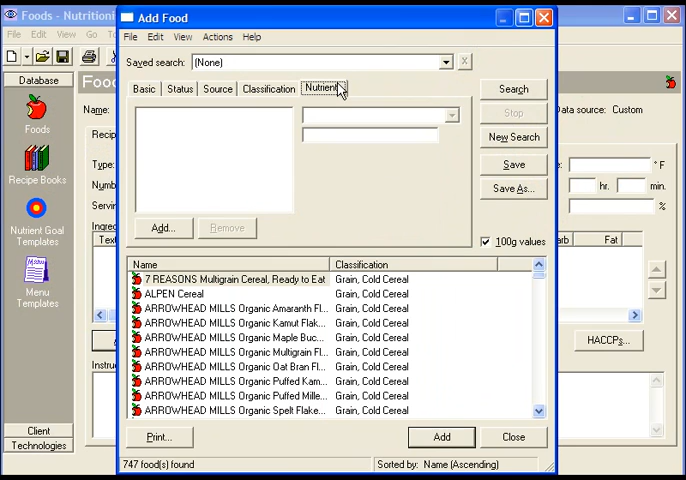 Foods - Nutritioni
Add Food
File Edit View Go
File Edit View Actions Help
Saved search: (None)
Database
Foo
Basic Status Source Classification Nutrient
Search
Name:
Data source: Custom
Stop
Foods
Recip
New Search
Type:
° F
Save
Recipe Books
Numb
hr. min.
Save As...
Servin
%
Nutrient Goal
Templates
Add... Remove
Ingred
100g values
Text
arb Fat
Name Classification
7 REASONS Multigrain Cereal, Ready to Eat Grain, Cold Cereal
ALPEN Cereal Grain, Cold Cereal
Menu
Templates
ARROWHEAD MILLS Organic Amaranth Fl... Grain, Cold Cereal
ARROWHEAD MILLS Organic Kamut Flak... Grain, Cold Cereal
ARROWHEAD MILLS Organic Maple Buc... Grain, Cold Cereal
HACCPs...
ARROWHEAD MILLS Organic Multigrain Fl... Grain, Cold Cereal
Instruc
ARROWHEAD MILLS Organic Oat Bran Fl... Grain, Cold Cereal
ARROWHEAD MILLS Organic Puffed Kam... Grain, Cold Cereal
ARROWHEAD MILLS Organic Puffed Mille... Grain, Cold Cereal
ARROWHEAD MILLS Organic Spelt Flake... Grain, Cold Cereal
Client
Print... Add Close
Technologies
747 food(s) found Sorted by: Name (Ascending)